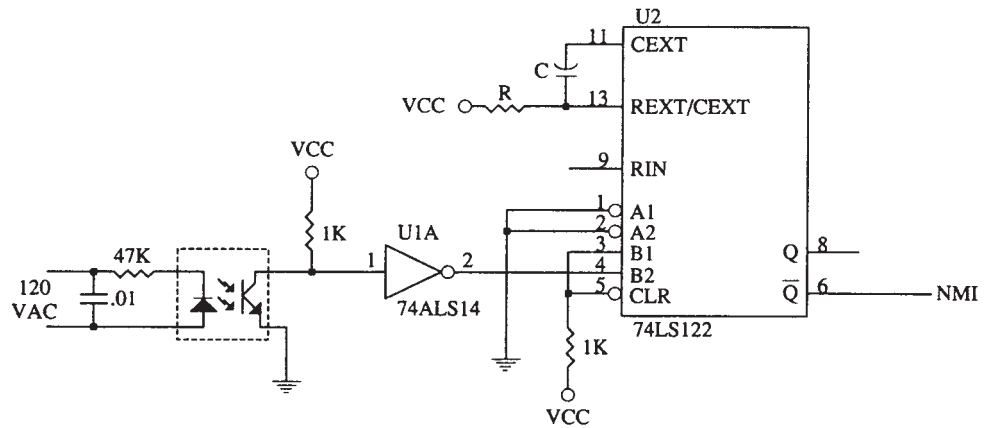 U2
11
CEXT
C
R
VCC
13
REXT/CEXT
VCC
9
RIN
1K
1
A1
2
A2
U1A
3
B1
Q
8
47K
1
2
4
B2
120
VAC
.01
5
CLR
Q
6
NMI
74ALS14
74LS122
1K
VCC